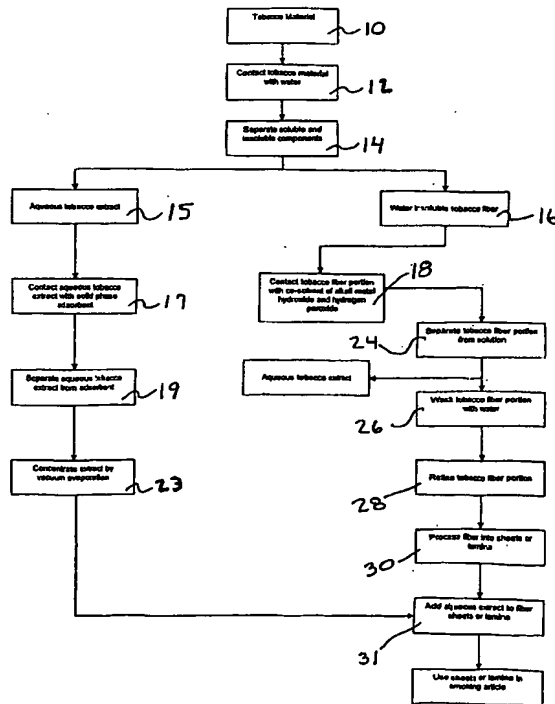 Tobacco Material
10
Contact tobacco material
with water
12
Separate soluble and
insoluble components
14
Aqueous tobacco extract
15
Water insoluble tobacco fiber
16
Contact aqueous tobacco
extract with solid phase
adsorbent
17
Contact tobacco fiber portion
with co-solvent of alkali metal
hydroxide and hydrogen
peroxide
18
Separate tobacco fiber portion
from solution
24
Separate aqueous tobacco
extract from adsorbent
19
Aqueous tobacco extract
Wash tobacco fiber portion
with water
26
Concentrate extract by
vacuum evaporation
23
Refine tobacco fiber portion
28
Process fiber into sheets or
lamina
30
Add aqueous extract to fiber
sheets or lamina
31
Use sheets or lamina in
smoking article